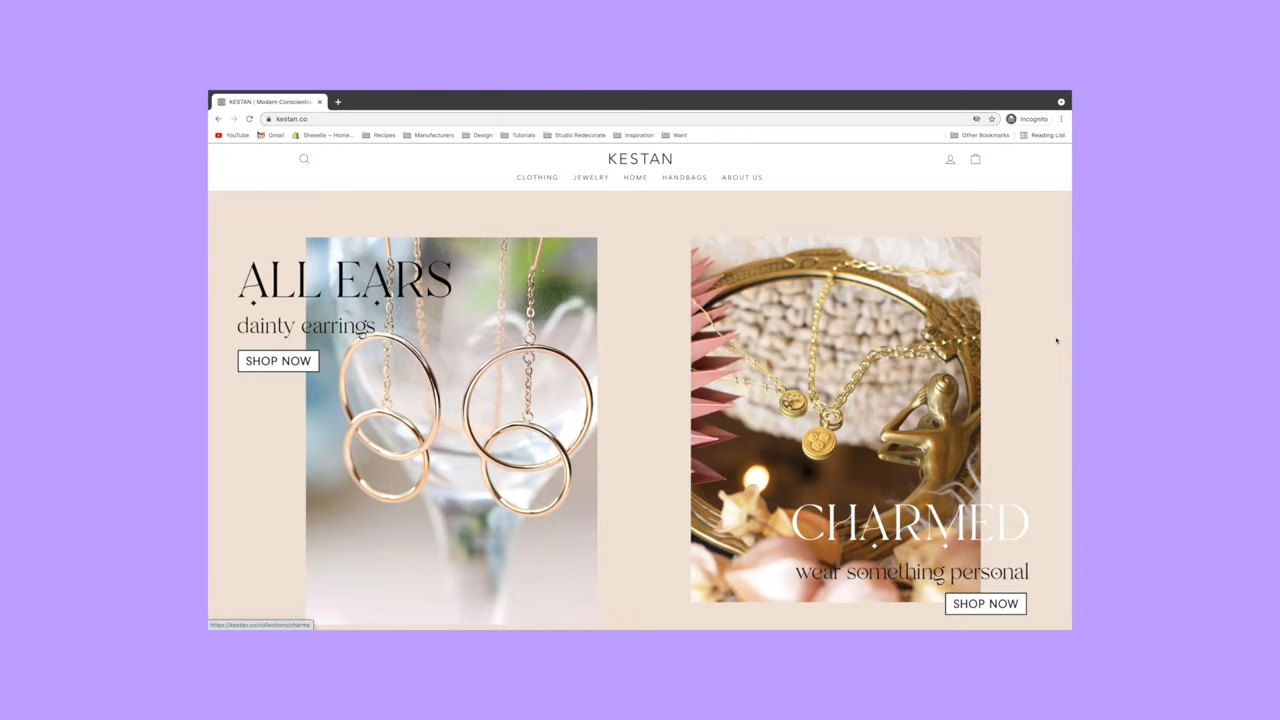 KESTAN | Modern Conscientio
kestan.co
Incognito
YouTube Gmail Sheselle – Home... Recipes Manufacturers Design Tutorials Studio Redecorate Inspiration Want Other Bookmarks Reading List
KESTAN
CLOTHING JEWELRY HOME HANDBAGS ABOUT US
ALL EARS
dainty earrings
SHOP NOW
CHARMED
wear something personal
SHOP NOW
https://kestan.co/collections/charms